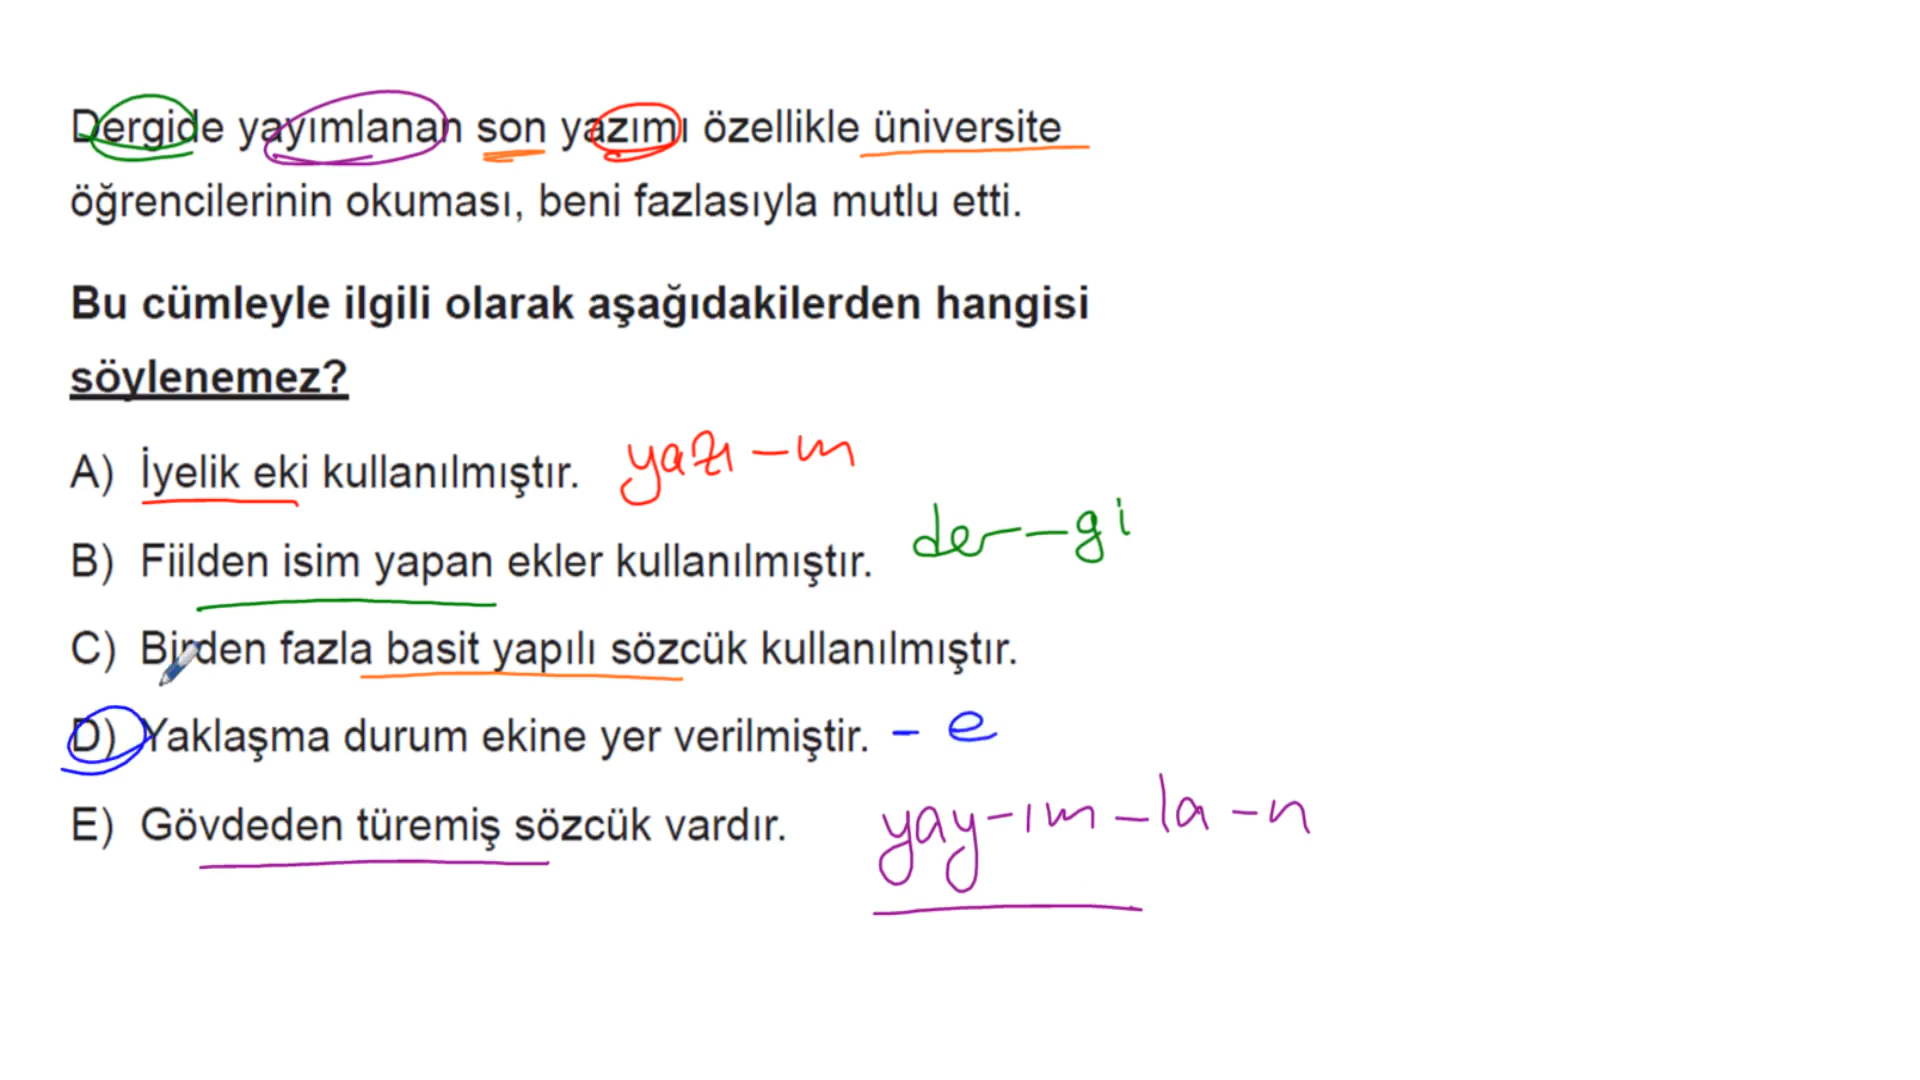 Dergide yayımlanan son yazımı özellikle üniversite
öğrencilerinin okuması, beni fazlasıyla mutlu etti.
Bu cümleyle ilgili olarak aşağıdakilerden hangisi
söylenemez?
A) İyelik eki kullanılmıştır. yazı - m
B) Fiilden isim yapan ekler kullanılmıştır. der - gi
C) Birden fazla basit yapılı sözcük kullanılmıştır.
D) Yaklaşma durum ekine yer verilmiştir. - e
E) Gövdeden türemiş sözcük vardır. yay-ım-la-n